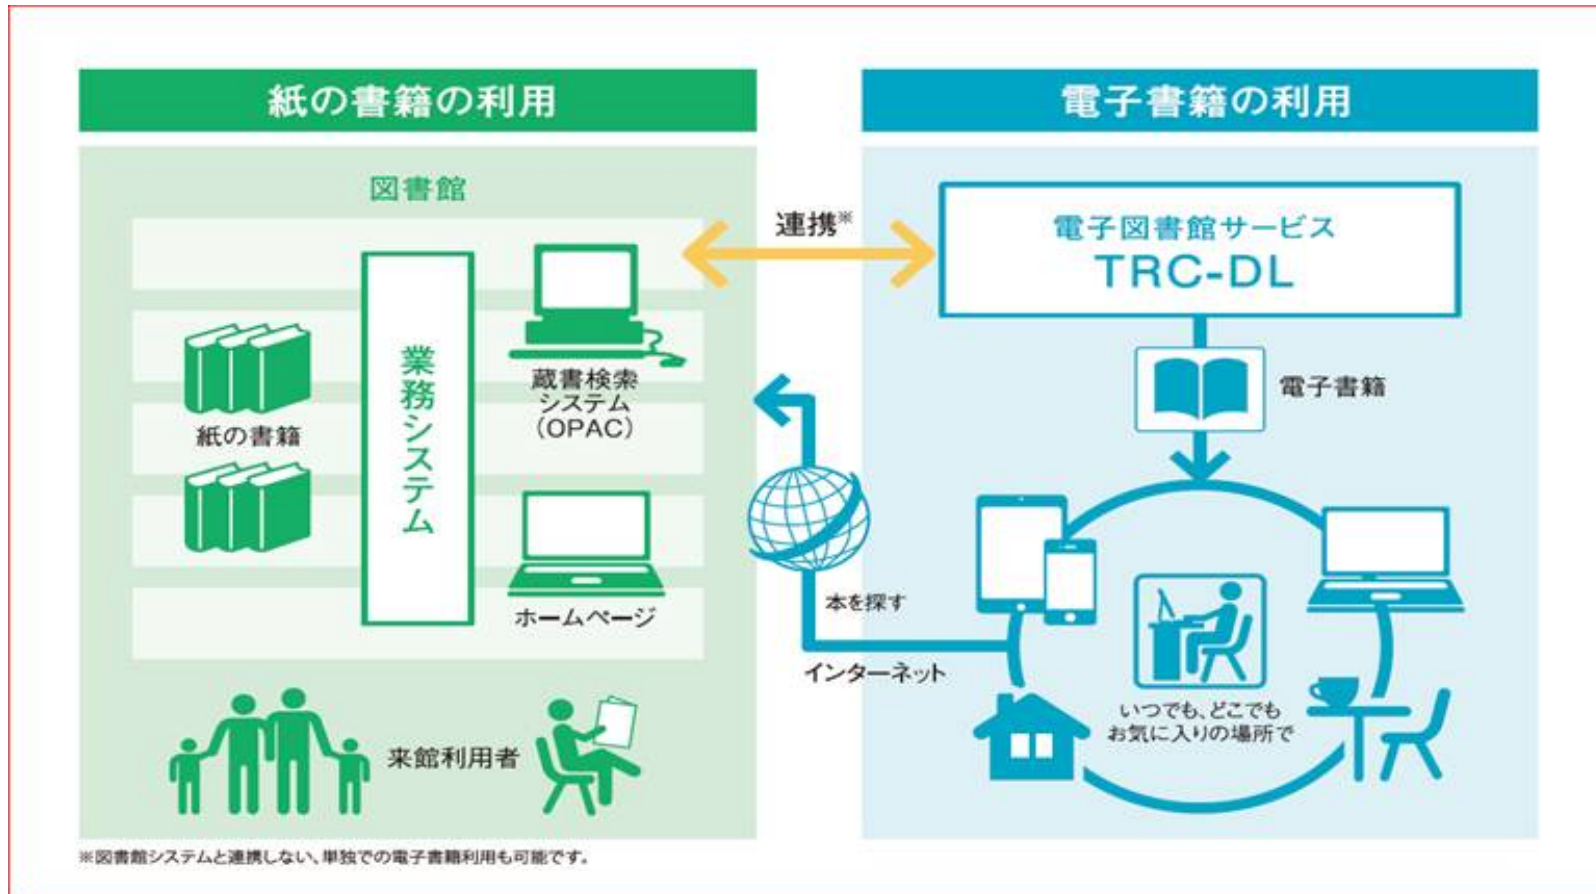 紙の書籍の利用
電子書籍の利用
図書館
連携※
電子図書館サービス
TRC-DL
業務システム
蔵書検索
システム
(OPAC)
紙の書籍
電子書籍
ホームページ
本を探す
インターネット
いつでも、どこでも
お気に入りの場所で
来館利用者
※図書館システムと連携しない、単独での電子書籍利用も可能です。